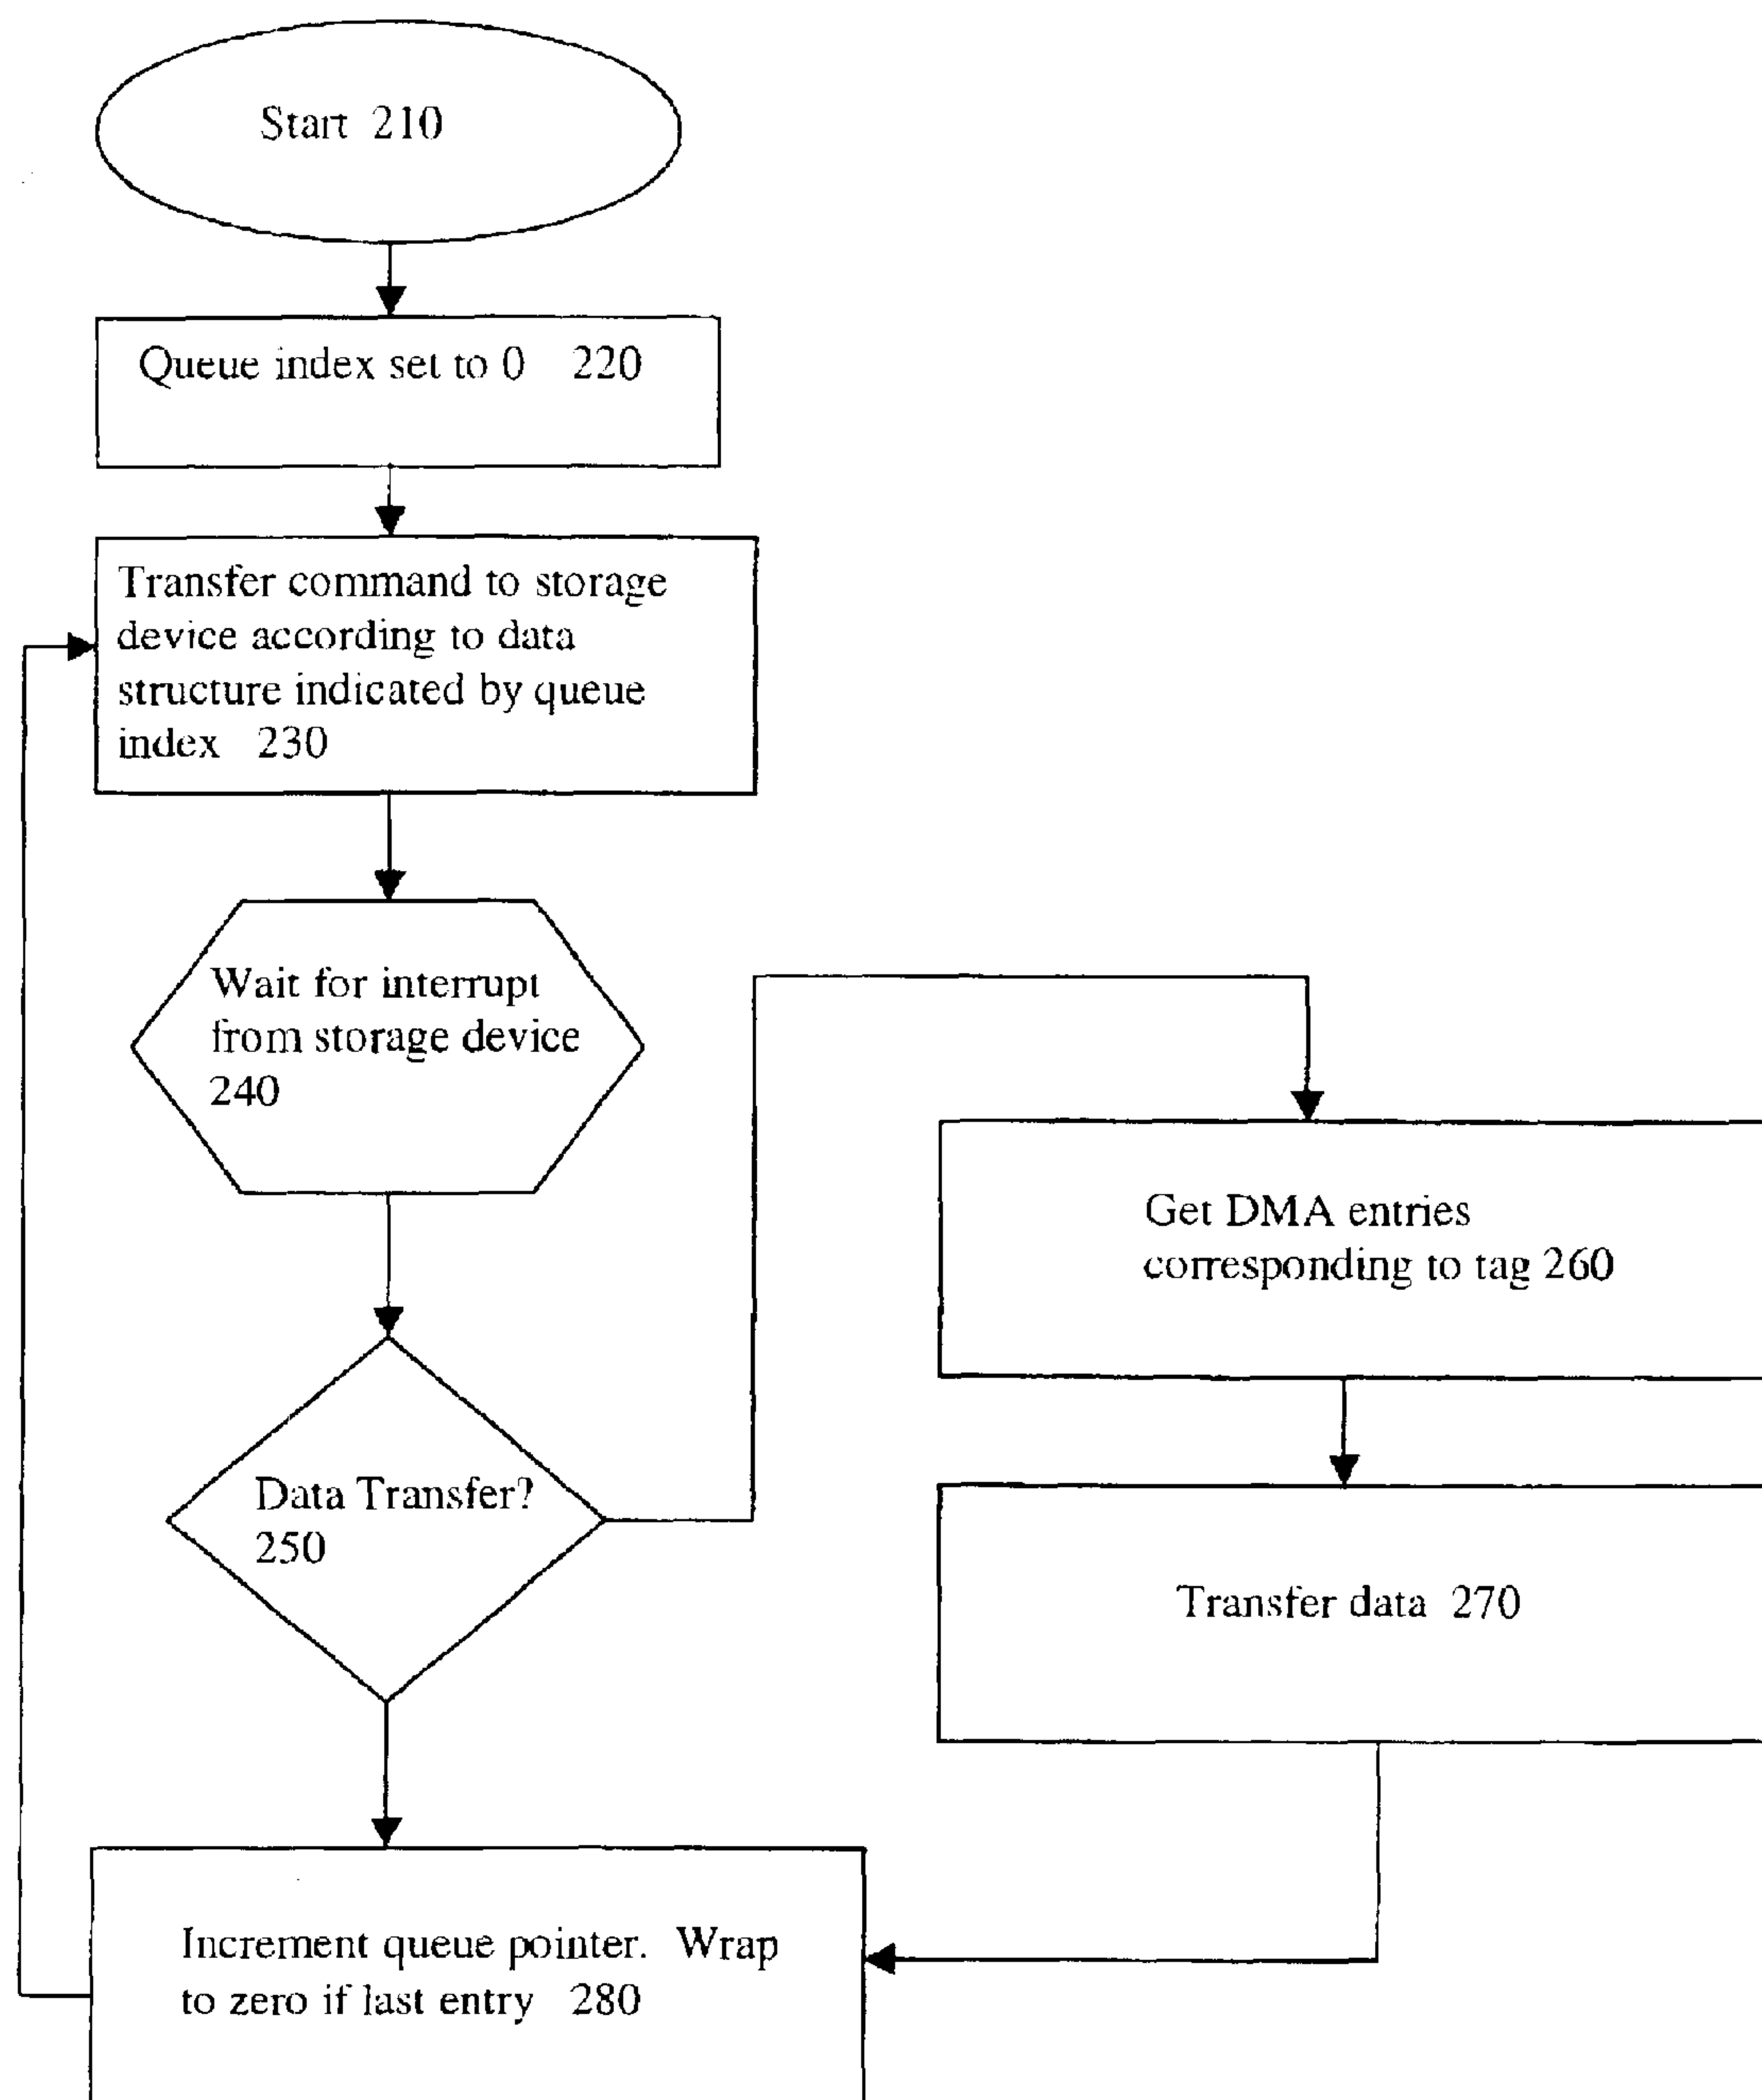 Start 210
Queue index set to 0 220
Transfer command to storage
device according to data
structure indicated by queue
index 230
Wait for interrupt
from storage device
240
Data Transfer?
250
Get DMA entries
corresponding to tag 260
Transfer data 270
Increment queue pointer. Wrap
to zero if last entry 280